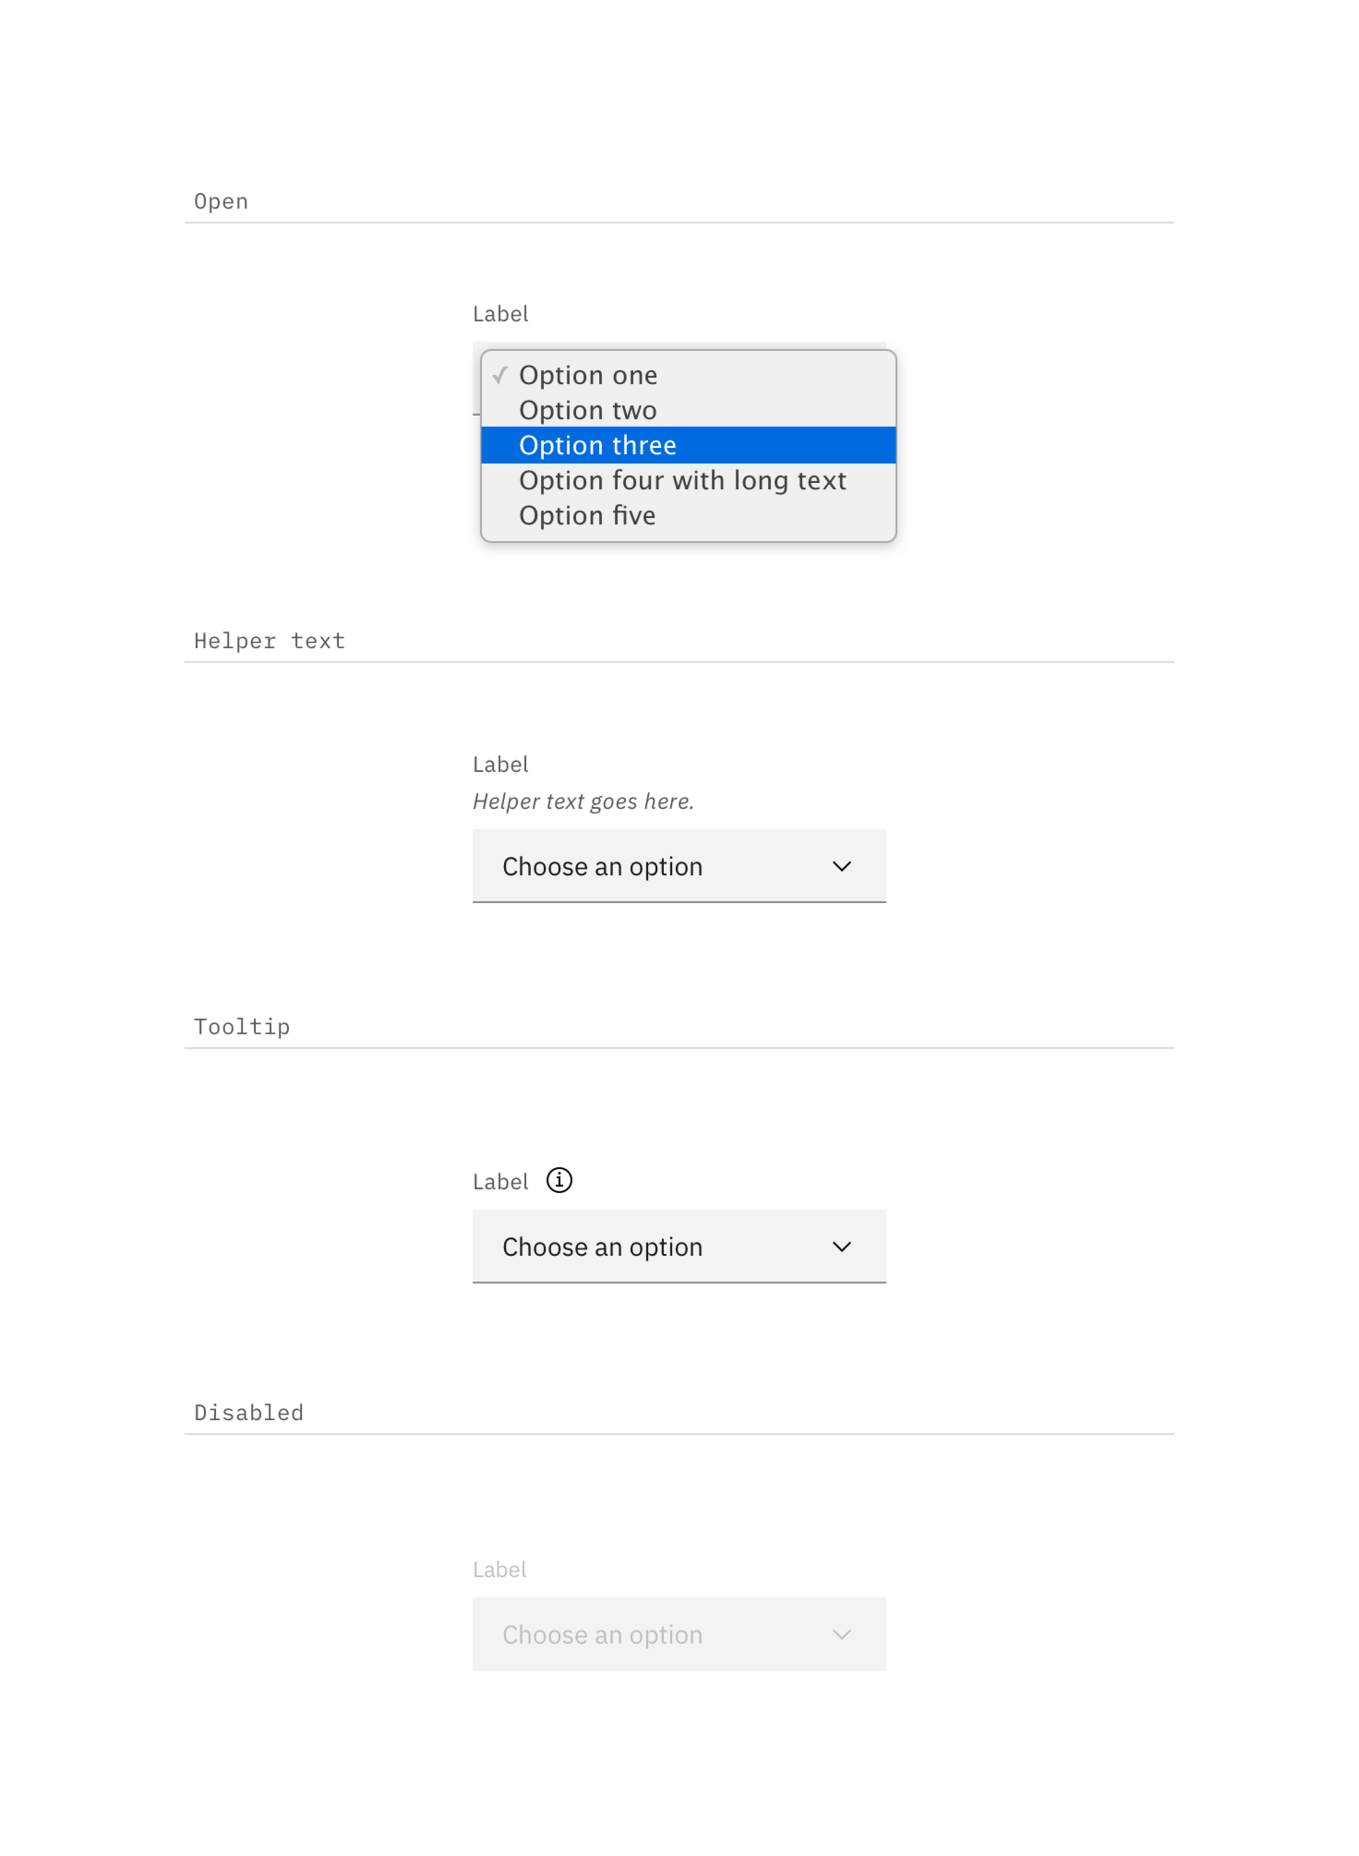 Open
Label
✓ Option one
Option two
Option three
Option four with long text
Option five
Helper text
Label
Helper text goes here.
Choose an option
Tooltip
Label
Choose an option
Disabled
Label
Choose an option